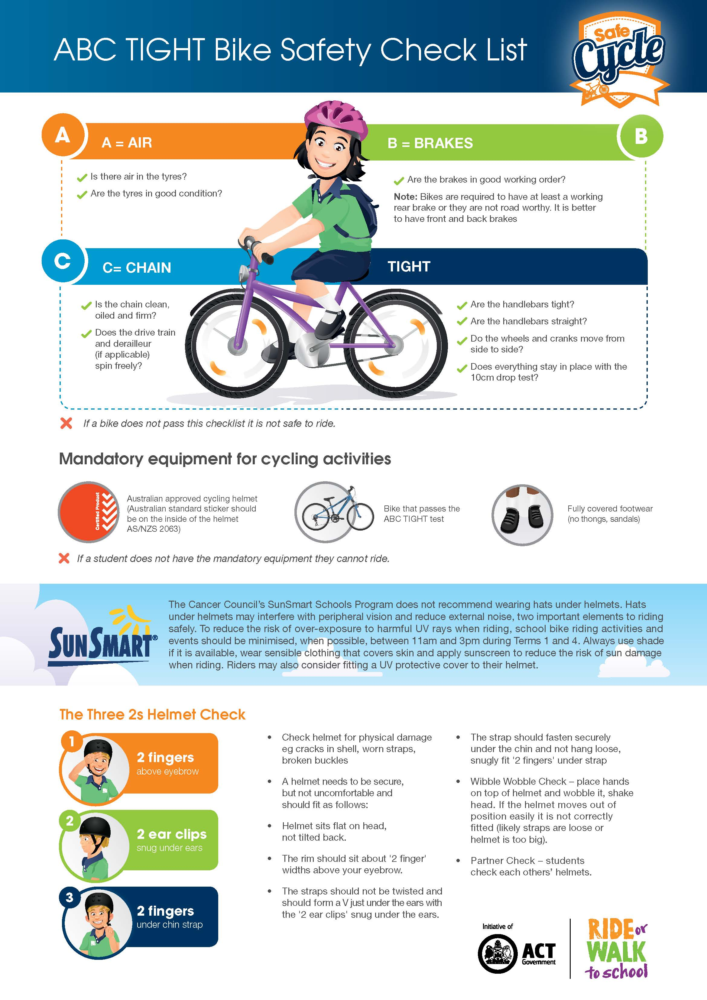 ABC TIGHT Bike Safety Check List
Safe
Cycle
A
A = AIR
Is there air in the tyres?
Are the tyres in good condition?
B = BRAKES
B
Are the brakes in good working order?
Note: Bikes are required to have at least a working
rear brake or they are not road worthy. It is better
to have front and back brakes
C
C= CHAIN
Is the chain clean,
oiled and firm?
Does the drive train
and derailleur
(if applicable)
spin freely?
TIGHT
Are the handlebars tight?
Are the handlebars straight?
Do the wheels and cranks move from
side to side?
Does everything stay in place with the
10cm drop test?
If a bike does not pass this checklist it is not safe to ride.
Mandatory equipment for cycling activities
Certified Product
Australian approved cycling helmet
(Australian standard sticker should
be on the inside of the helmet
AS/NZS 2063)
Bike that passes the
ABC TIGHT test
Fully covered footwear
(no thongs, sandals)
If a student does not have the mandatory equipment they cannot ride.
SUNSMART®
The Cancer Council’s SunSmart Schools Program does not recommend wearing hats under helmets. Hats
under helmets may interfere with peripheral vision and reduce external noise, two important elements to riding
safely. To reduce the risk of over-exposure to harmful UV rays when riding, school bike riding activities and
events should be minimised, when possible, between 11am and 3pm during Terms 1 and 4. Always use shade
if it is available, wear sensible clothing that covers skin and apply sunscreen to reduce the risk of sun damage
when riding. Riders may also consider fitting a UV protective cover to their helmet.
The Three 2s Helmet Check
1
2 fingers
above eyebrow
2
2 ear clips
snug under ears
3
2 fingers
under chin strap
• Check helmet for physical damage
eg cracks in shell, worn straps,
broken buckles
• A helmet needs to be secure,
but not uncomfortable and
should fit as follows:
• Helmet sits flat on head,
not tilted back.
• The rim should sit about '2 finger'
widths above your eyebrow.
• The straps should not be twisted and
should form a V just under the ears with
the '2 ear clips' snug under the ears.
• The strap should fasten securely
under the chin and not hang loose,
snugly fit '2 fingers' under strap
• Wibble Wobble Check – place hands
on top of helmet and wobble it, shake
head. If the helmet moves out of
position easily it is not correctly
fitted (likely straps are loose or
helmet is too big).
• Partner Check – students
check each others’ helmets.
Initiative of
ACT
Government
RIDE or
WALK
to school